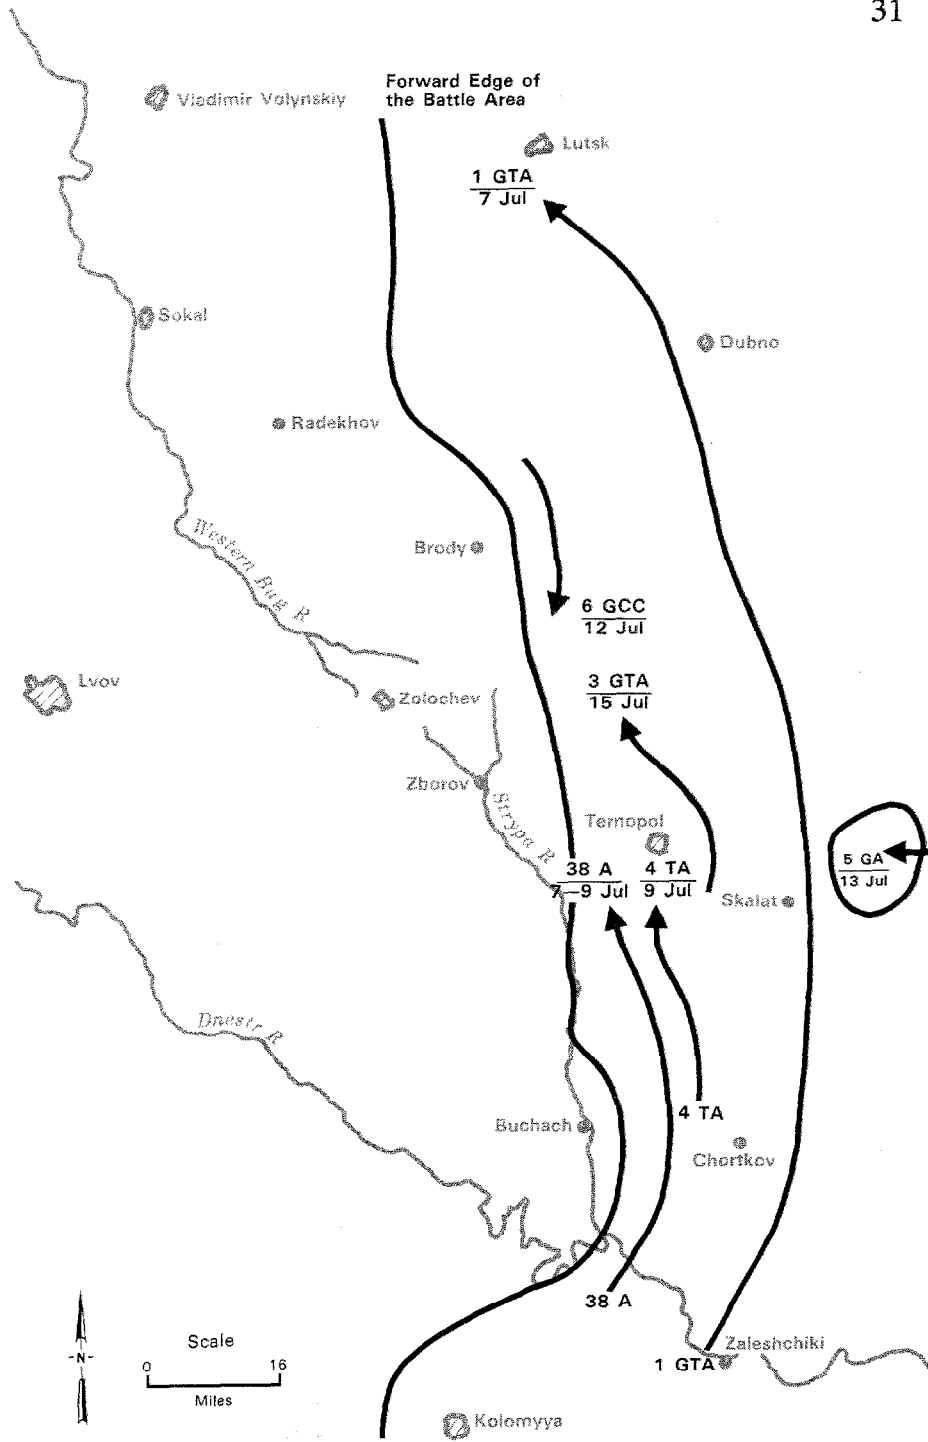 31
Forward Edge of
the Battle Area
Vladimir Volynskiy
Lutsk
1 GTA
7 Jul
Sokal
Dubno
Radekhov
Western Bug R
Brody
6 GCC
12 Jul
Lvov
3 GTA
15 Jul
Zolochev
Zborov
Strypa R
Ternopol
5 GA
13 Jul
38 A
7–9 Jul
4 TA
9 Jul
Skalat
Dnestr R
4 TA
Buchach
Chortkov
38 A
N
Scale
0 16
Miles
Zaleshchiki
1 GTA
Kolomyya